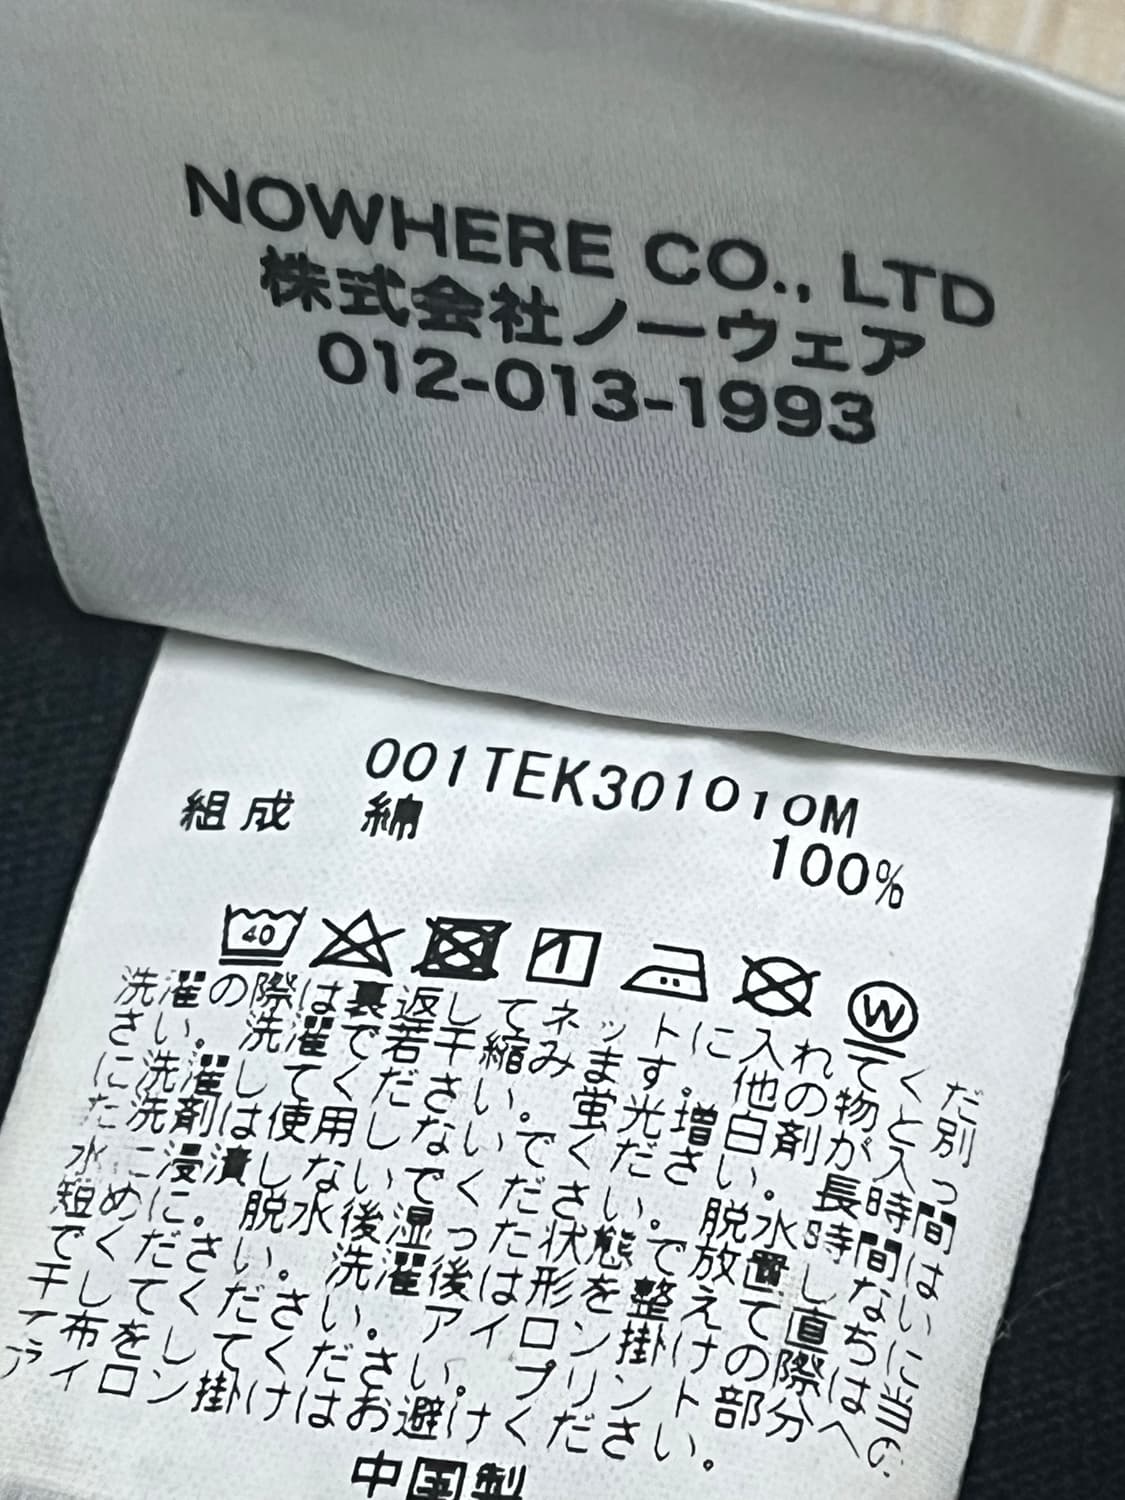 NOWHERE CO., LTD
株式会社ノーウェア
012-013-1993
001TEK301010M
組成 綿 100%
40
W
洗濯の際は裏返してネットに入れてくだ
さい。洗濯で若干縮みます。他の物と別
に洗濯してください。蛍光増白剤が入っ
た洗剤は使用しないでください。長時間
水に浸漬しないでください。脱水時間は
短めに。脱水後湿った状態で放置しない
でください。洗濯後は形を整えて直ちに
干してください。アイロン掛けの際は当
て布をしてください。プリント部分への
アイロン掛けはお避けください。
中国製